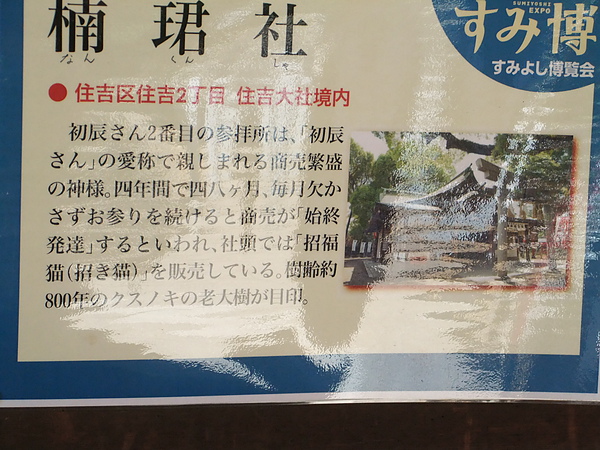 楠珺社
なんくんしゃ
SUMIYOSHI EXPO
すみ博
すみよし博覧会
● 住吉区住吉2丁目 住吉大社境内
初辰さん2番目の参拝所は、「初辰
さん」の愛称で親しまれる商売繁盛
の神様。四年間で四八ヶ月、毎月欠か
さずお参りを続けると商売が「始終
発達」するといわれ、社頭では「招福
猫(招き猫)」を販売している。樹齢約
800年のクスノキの老大樹が目印。